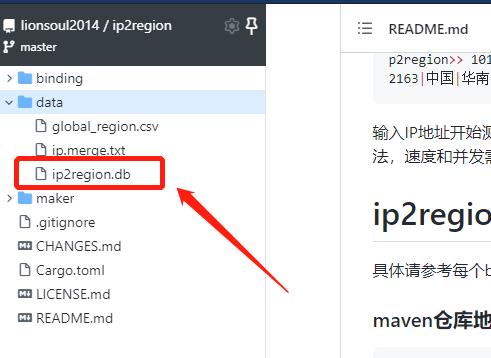 lionsoul2014 / ip2region
master
binding
data
global_region.csv
ip.merge.txt
ip2region.db
maker
.gitignore
CHANGES.md
Cargo.toml
LICENSE.md
README.md
README.md
p2region>> 101
2163|中国|华南
输入IP地址开始测
法，速度和并发需
ip2regio
具体请参考每个b
maven仓库地